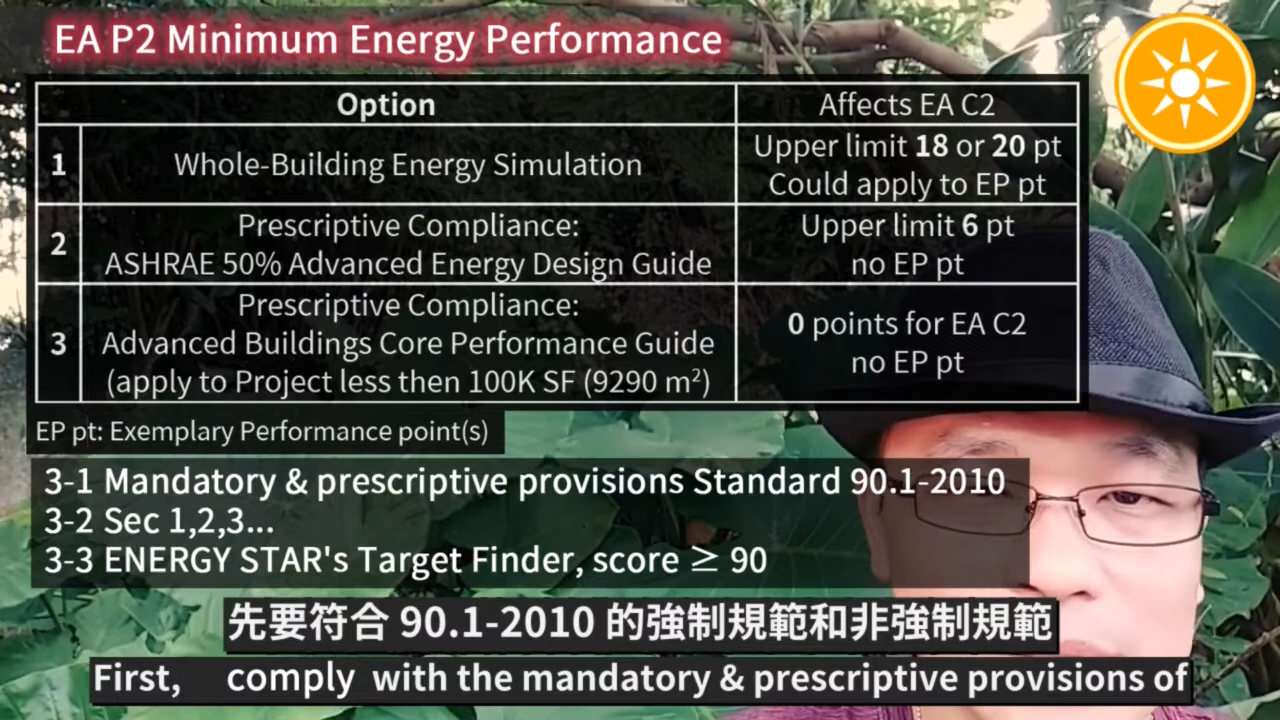 EA P2 Minimum Energy Performance
Option
Affects EA C2
1
Whole-Building Energy Simulation
Upper limit 18 or 20 pt
Could apply to EP pt
2
Prescriptive Compliance:
ASHRAE 50% Advanced Energy Design Guide
Upper limit 6 pt
no EP pt
3
Prescriptive Compliance:
Advanced Buildings Core Performance Guide
(apply to Project less then 100K SF (9290 m²)
0 points for EA C2
no EP pt
EP pt: Exemplary Performance point(s)
3-1 Mandatory & prescriptive provisions Standard 90.1-2010
3-2 Sec 1,2,3...
3-3 ENERGY STAR's Target Finder, score ≥ 90
先要符合 90.1-2010 的強制規範和非強制規範
First, comply with the mandatory & prescriptive provisions of